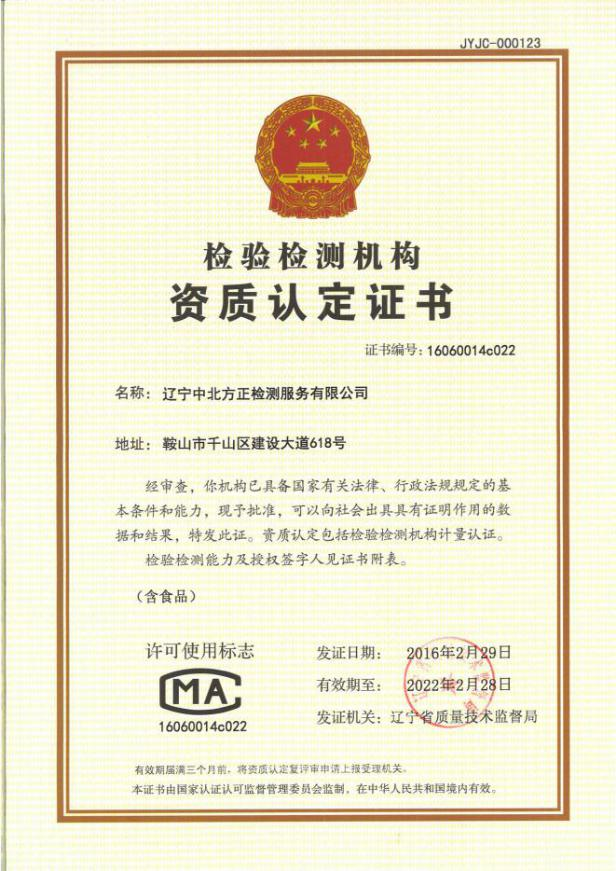 JYJC-000123
检验检测机构
资质认定证书
证书编号：16060014c022
名称：辽宁中北方正检测服务有限公司
地址：鞍山市千山区建设大道618号
经审查，你机构已具备国家有关法律、行政法规规定的基
本条件和能力，现予批准，可以向社会出具具有证明作用的数
据和结果，特发此证。资质认定包括检验检测机构计量认证。
检验检测能力及授权签字人见证书附表。
（含食品）
许可使用标志
MA
16060014c022
发证日期：2016年2月29日
有效期至：2022年2月28日
发证机关：辽宁省质量技术监督局
有效期届满三个月前，将资质认定复评审申请上报受理机关。
本证书由国家认证认可监督管理委员会监制，在中华人民共和国境内有效。